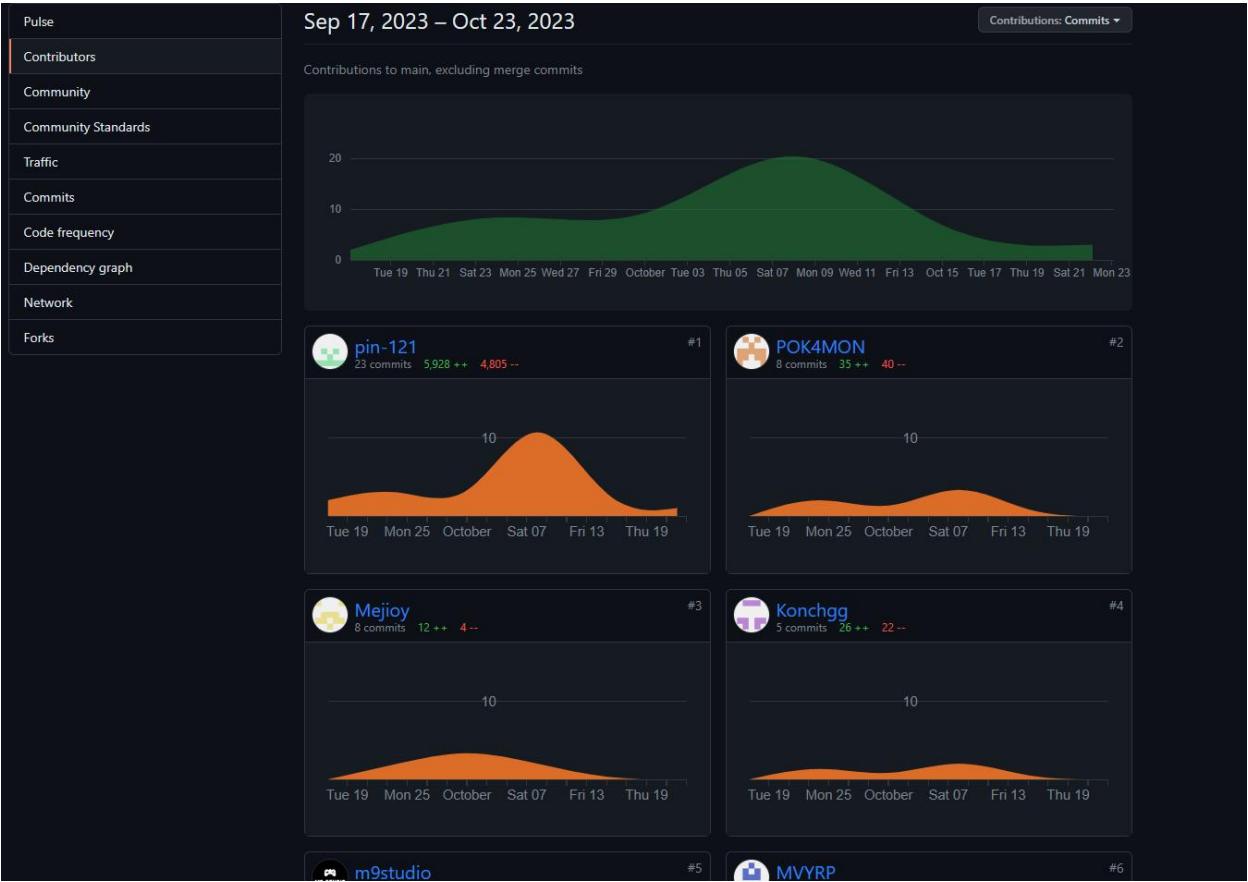 Pulse
Contributors
Community
Community Standards
Traffic
Commits
Code frequency
Dependency graph
Network
Forks
Sep 17, 2023 – Oct 23, 2023
Contributions: Commits
Contributions to main, excluding merge commits
20
10
0
Tue 19 Thu 21 Sat 23 Mon 25 Wed 27 Fri 29 October Tue 03 Thu 05 Sat 07 Mon 09 Wed 11 Fri 13 Oct 15 Tue 17 Thu 19 Sat 21 Mon 23
pin-121 #1
23 commits 5,928 ++ 4,805 --
10
Tue 19 Mon 25 October Sat 07 Fri 13 Thu 19
POK4MON #2
8 commits 35 ++ 40 --
10
Tue 19 Mon 25 October Sat 07 Fri 13 Thu 19
Mejioy #3
8 commits 12 ++ 4 --
10
Tue 19 Mon 25 October Sat 07 Fri 13 Thu 19
Konchgg #4
5 commits 26 ++ 22 --
10
Tue 19 Mon 25 October Sat 07 Fri 13 Thu 19
m9studio #5
MVYRP #6